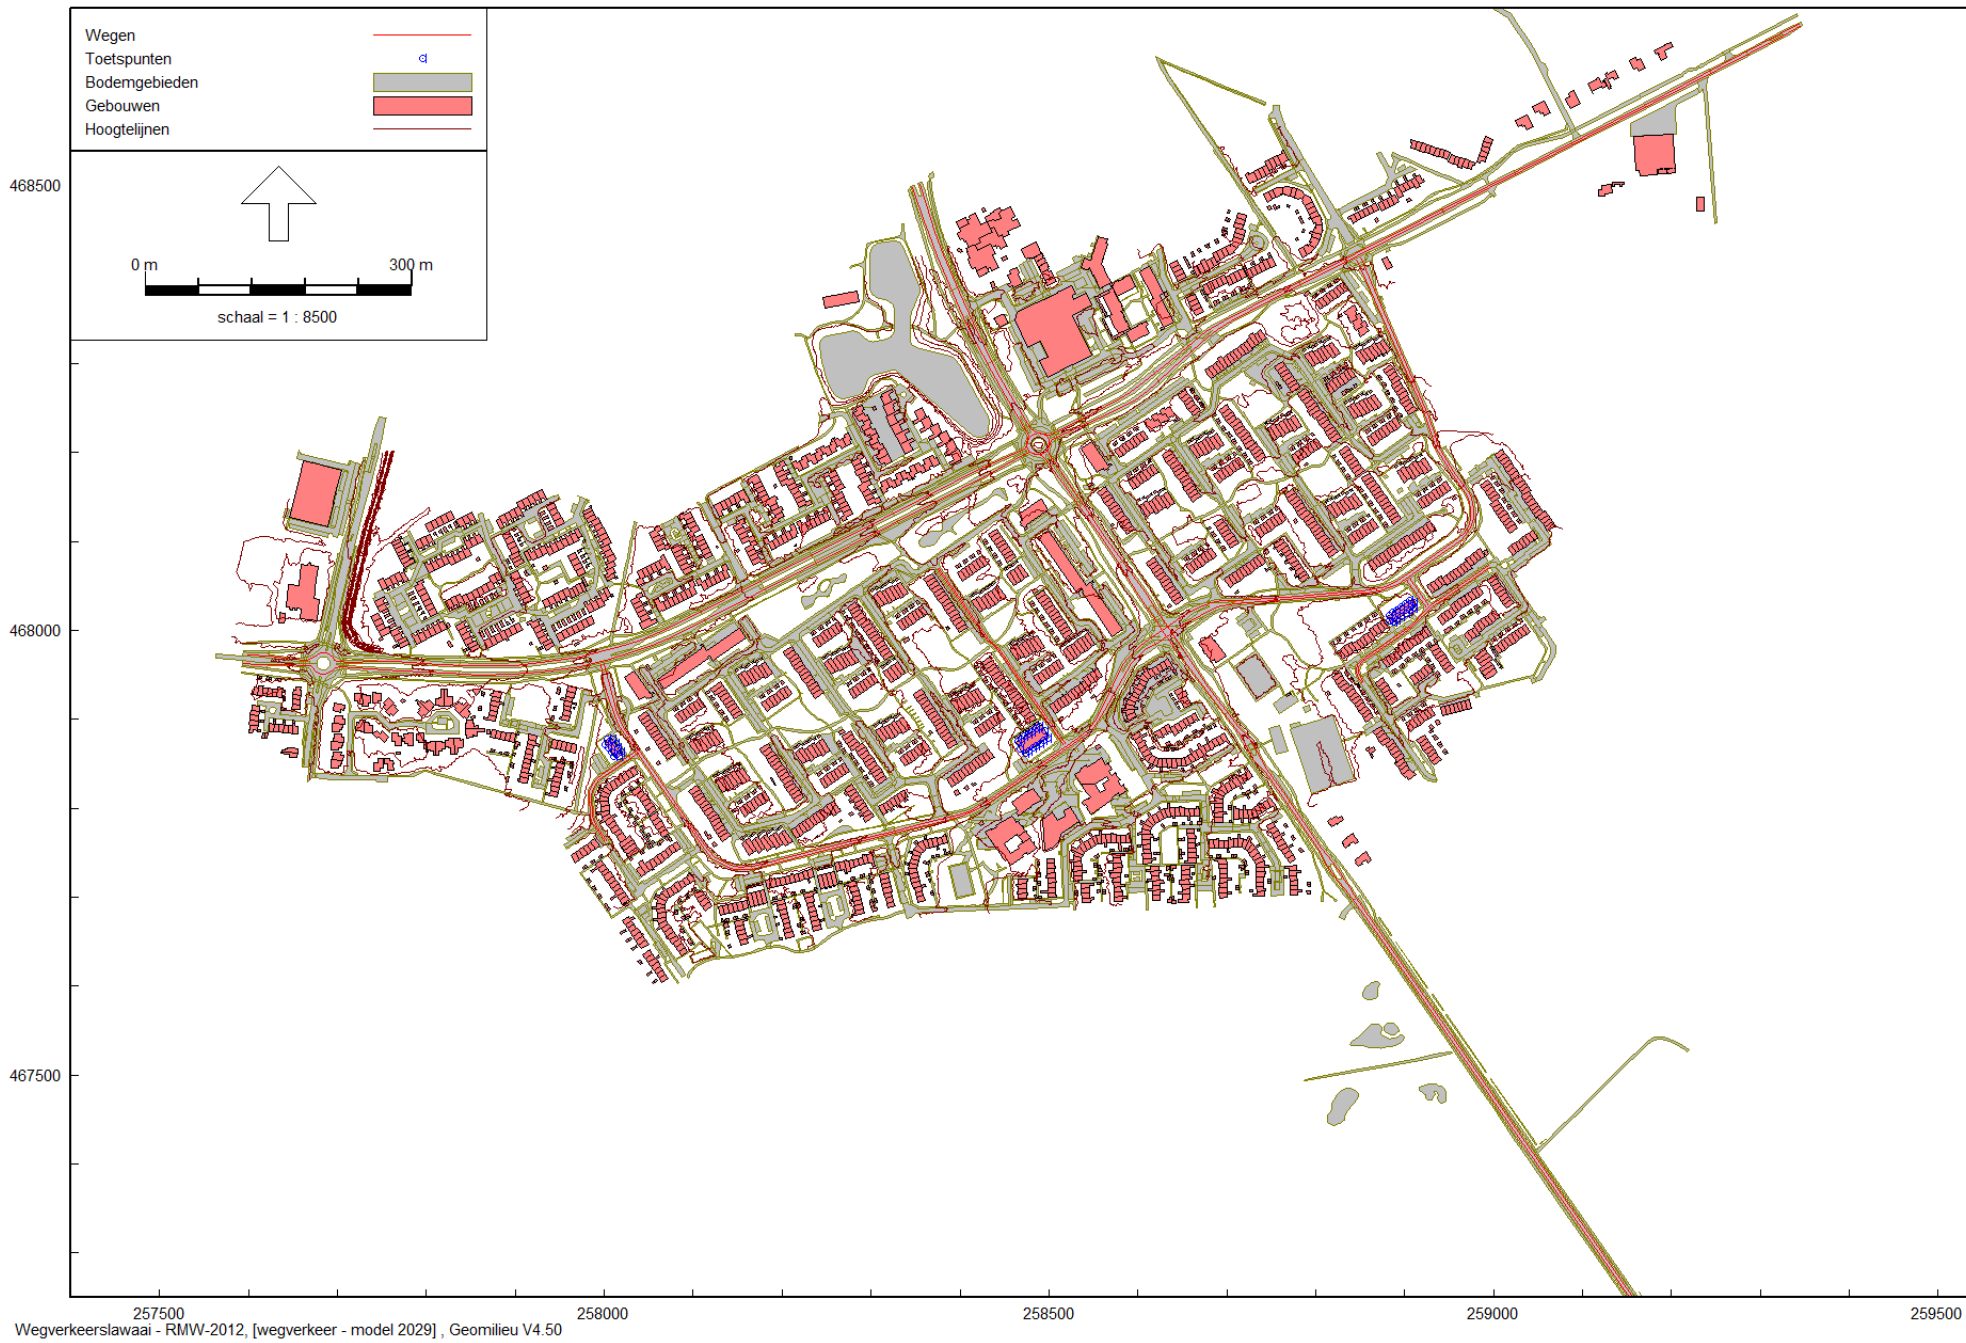 Wegen
Toetspunten
Bodemgebieden
Gebouwen
Hoogtelijnen
0 m 300 m
schaal = 1 : 8500
468500
468000
467500
257500 258000 258500 259000 259500
Wegverkeerslawaai - RMW-2012, [wegverkeer - model 2029] , Geomilieu V4.50